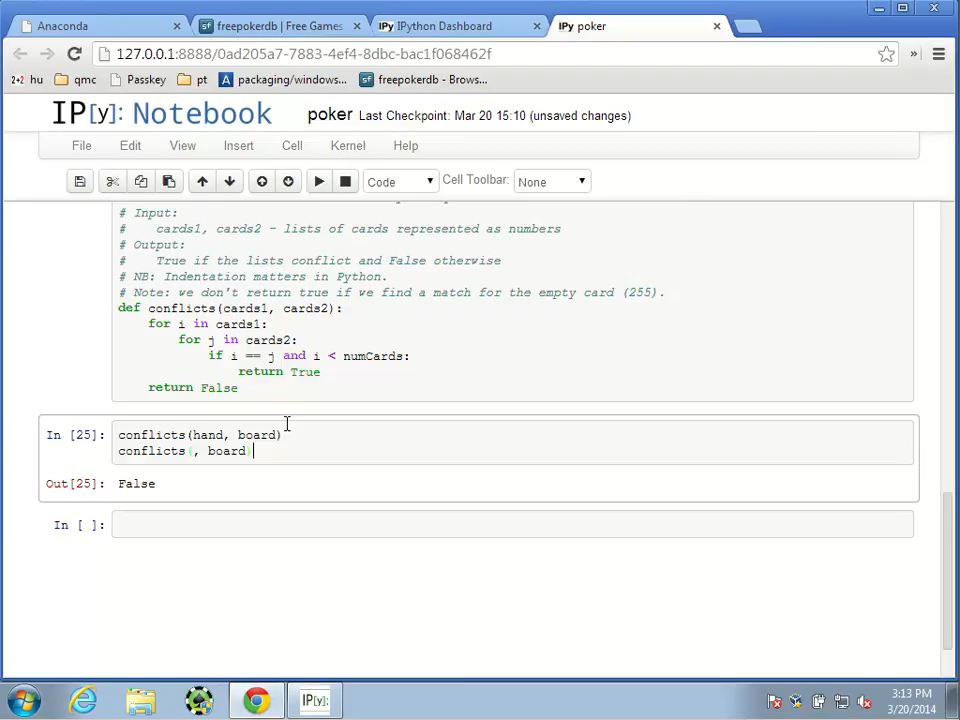 Anaconda
freepokerdb | Free Games
IPy IPython Dashboard
IPy poker
127.0.0.1:8888/0ad205a7-7883-4ef4-8dbc-bac1f068462f
2+2 hu
qmc
Passkey
pt
packaging/windows...
freepokerdb - Brows...
IP[y]: Notebook
poker Last Checkpoint: Mar 20 15:10 (unsaved changes)
File Edit View Insert Cell Kernel Help
Code
Cell Toolbar:
None
# Input:
#    cards1, cards2 - lists of cards represented as numbers
# Output:
#    True if the lists conflict and False otherwise
# NB: Indentation matters in Python.
# Note: we don't return true if we find a match for the empty card (255).
def conflicts(cards1, cards2):
    for i in cards1:
        for j in cards2:
            if i == j and i < numCards:
                return True
    return False
In [25]: conflicts(hand, board)
conflicts(, board)
Out[25]: False
In [ ]:
IP[y]:
3:13 PM
3/20/2014